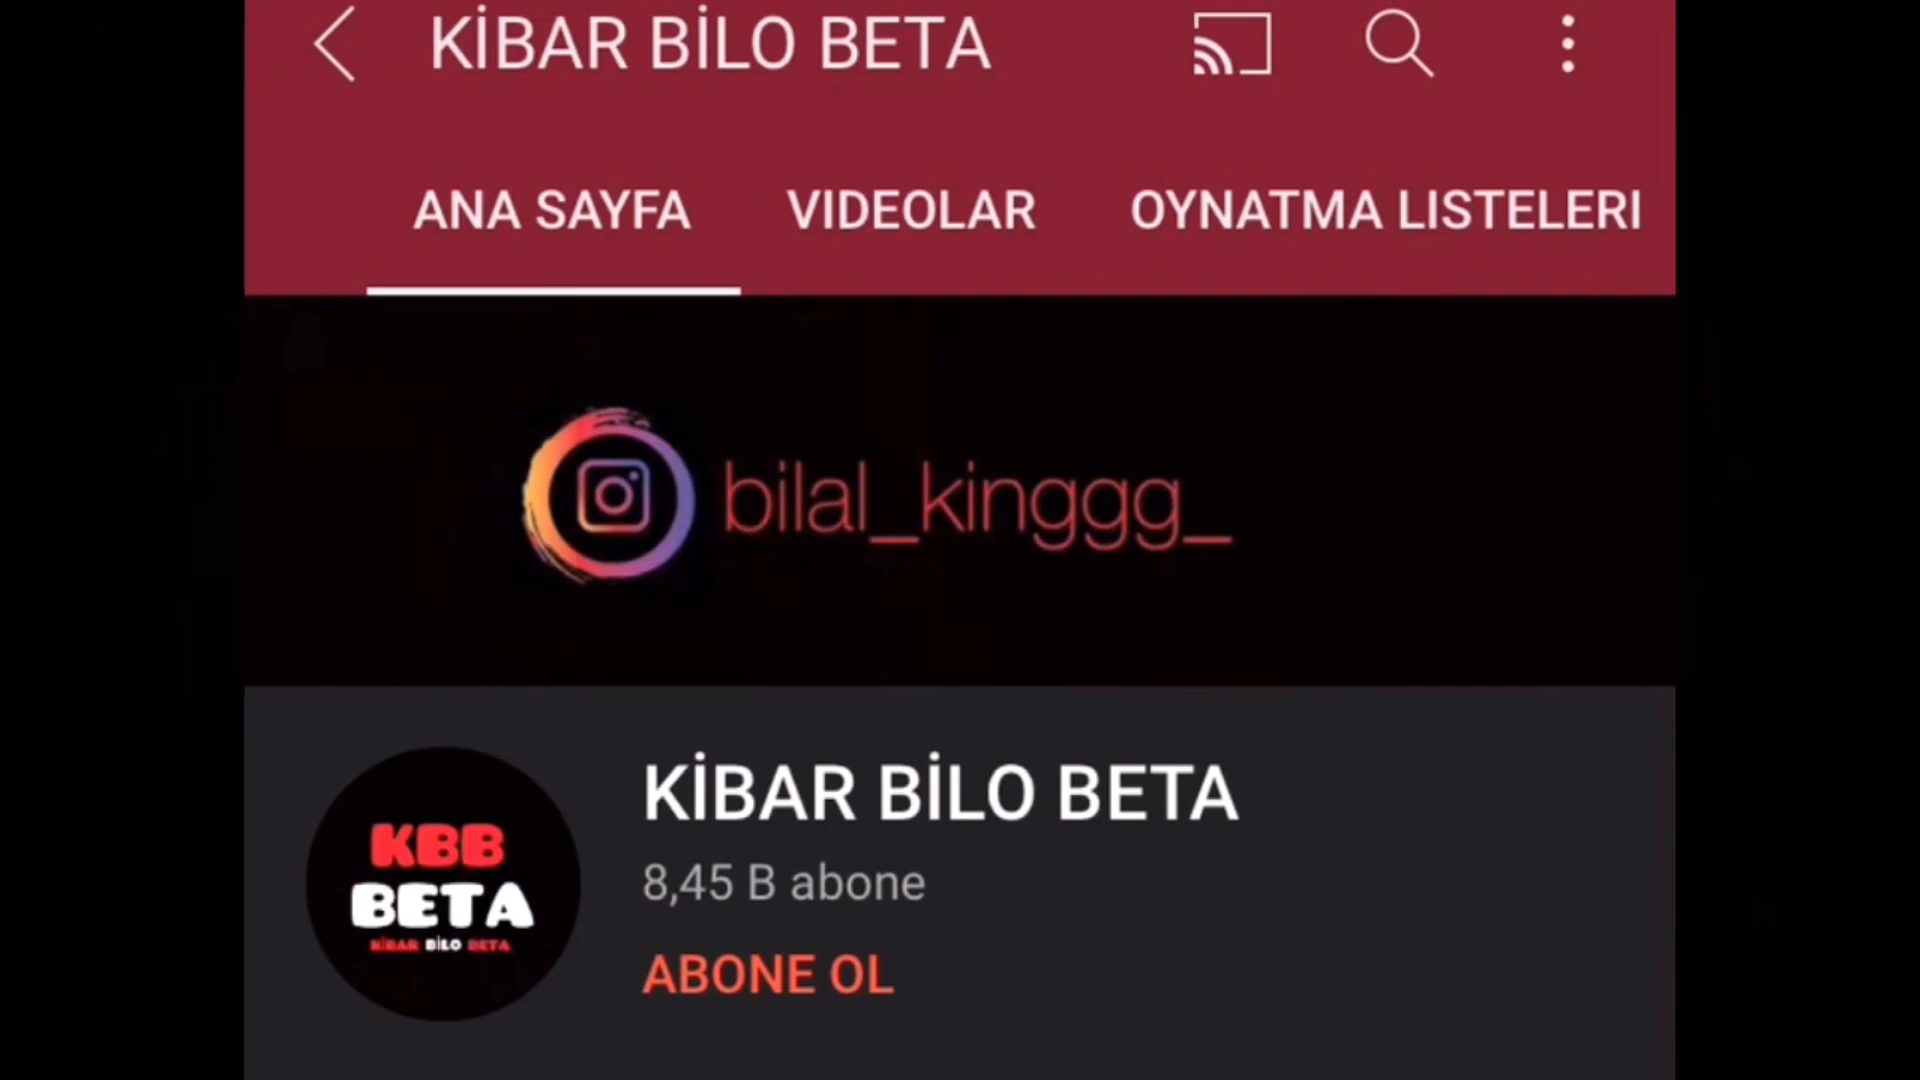 KİBAR BİLO BETA
ANA SAYFA VIDEOLAR OYNATMA LISTELERI
bilal_kinggg_
KİBAR BİLO BETA
8,45 B abone
ABONE OL
KBB
BETA
KİBAR BİLO BETA